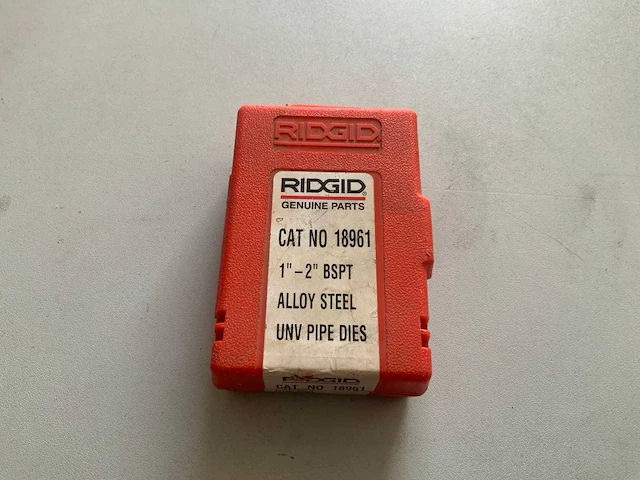 RIDGID
RIDGID®
GENUINE PARTS
CAT NO 18961
1"-2" BSPT
ALLOY STEEL
UNV PIPE DIES
RIDGID
CAT NO 18961